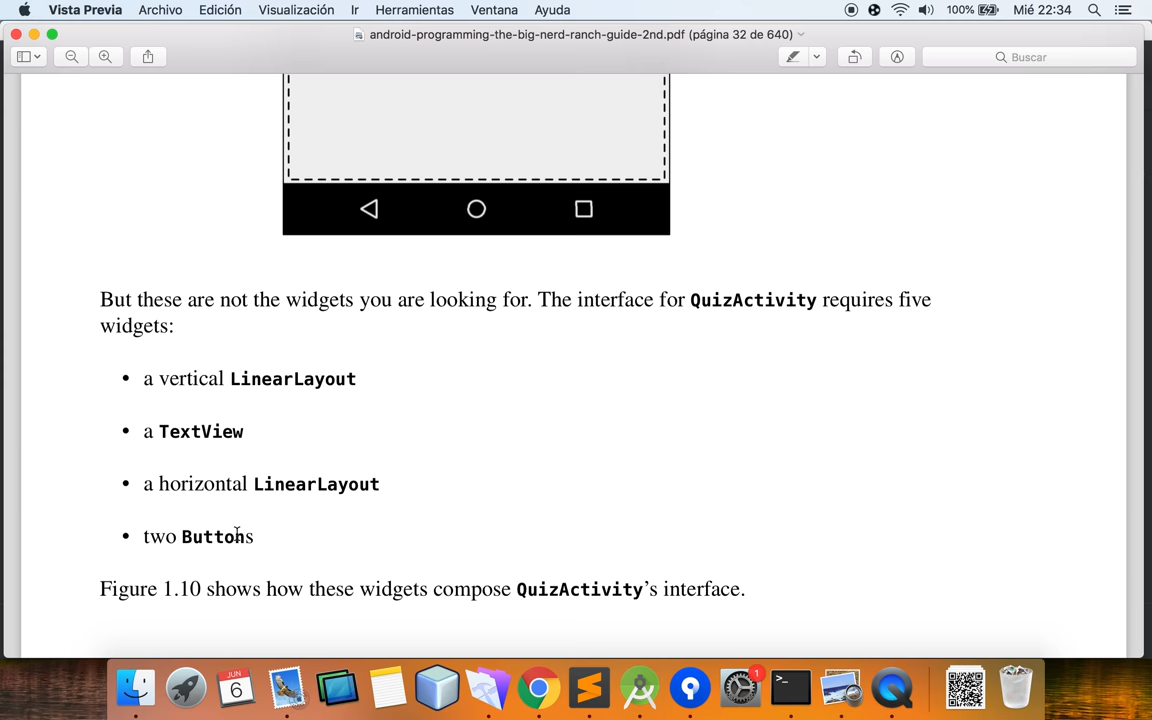 Vista Previa Archivo Edición Visualización Ir Herramientas Ventana Ayuda 100% Mié 22:34
android-programming-the-big-nerd-ranch-guide-2nd.pdf (página 32 de 640)
Buscar
But these are not the widgets you are looking for. The interface for QuizActivity requires five
widgets:
• a vertical LinearLayout
• a TextView
• a horizontal LinearLayout
• two Buttons
Figure 1.10 shows how these widgets compose QuizActivity’s interface.
JUN
6
1
>_